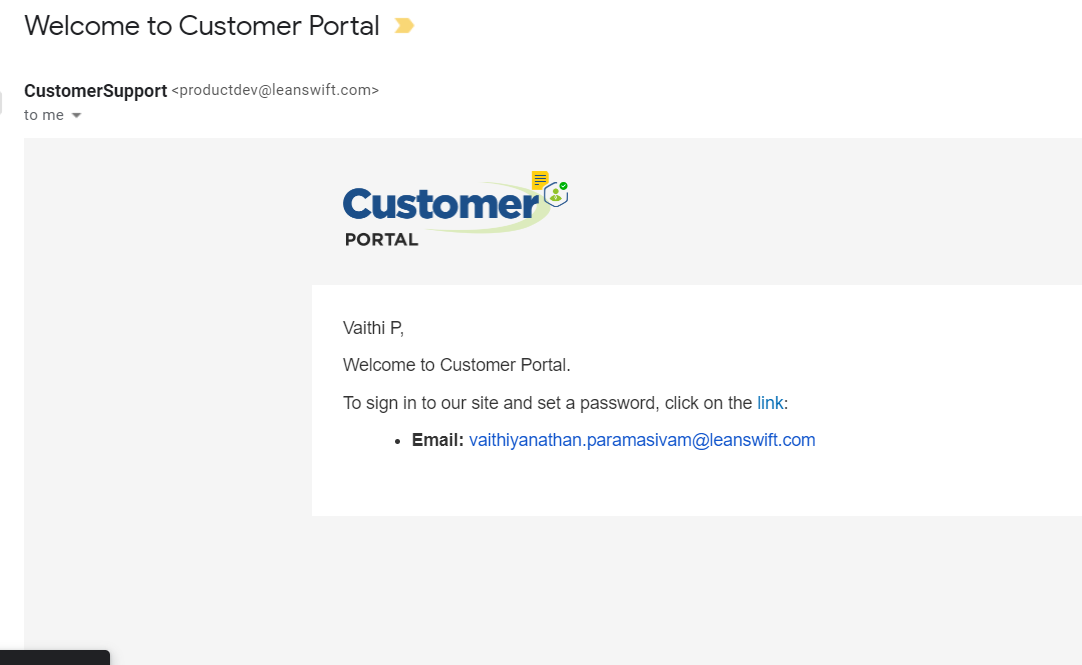 Welcome to Customer Portal
CustomerSupport <productdev@leanswift.com>
to me
Customer
PORTAL
Vaithi P,
Welcome to Customer Portal.
To sign in to our site and set a password, click on the link:
• Email: vaithiyanathan.paramasivam@leanswift.com